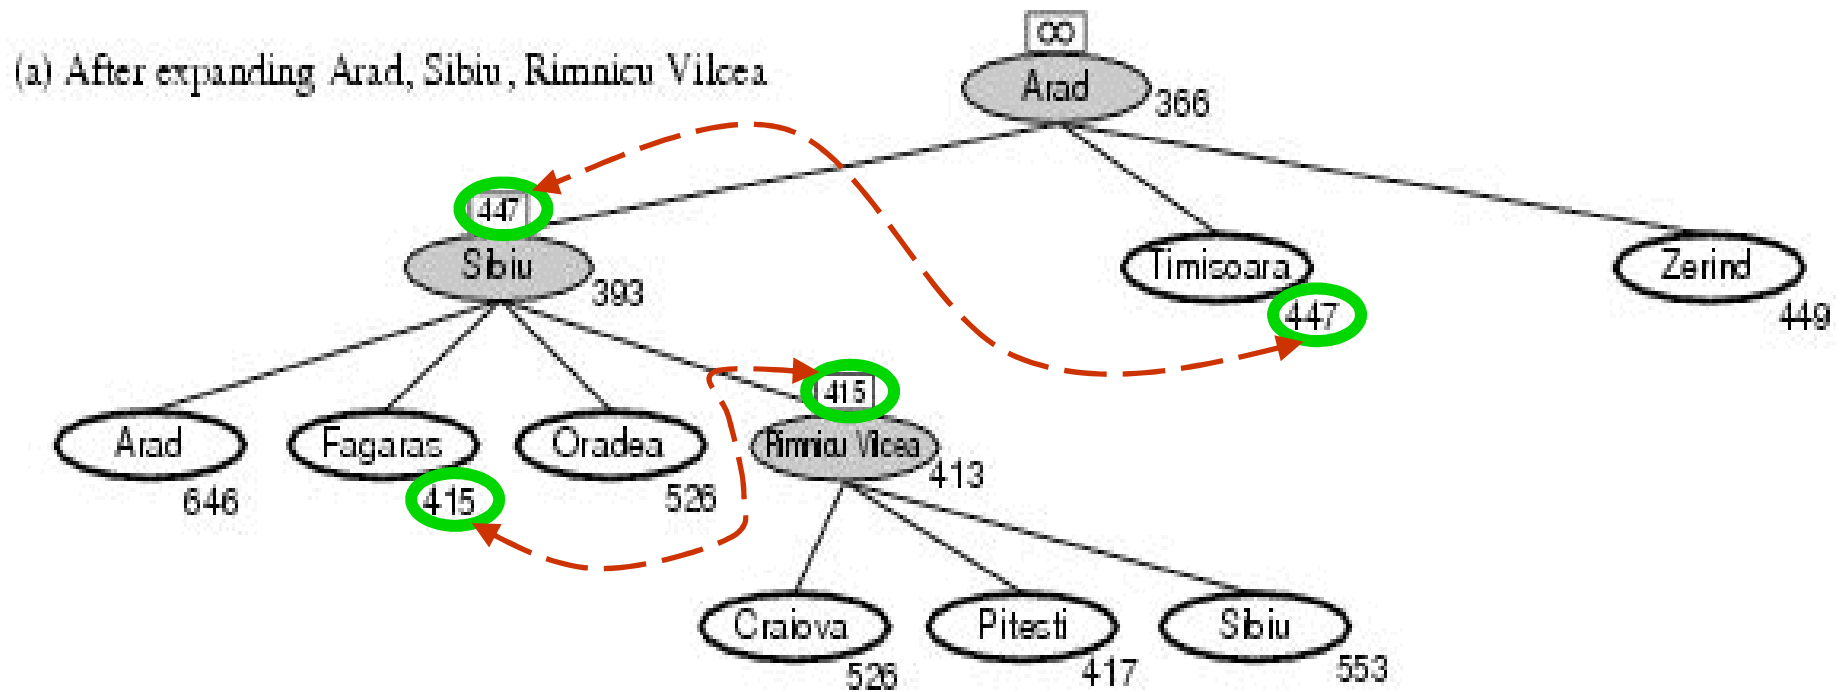 ∞
(a) After expanding Arad, Sibiu, Rimnicu Vilcea
Arad
366
447
Sibiu
393
Timisoara
447
Zerind
449
415
Arad
646
Fagaras
415
Oradea
526
Rimnicu Vilcea
413
Craiova
526
Pitesti
417
Sibiu
553